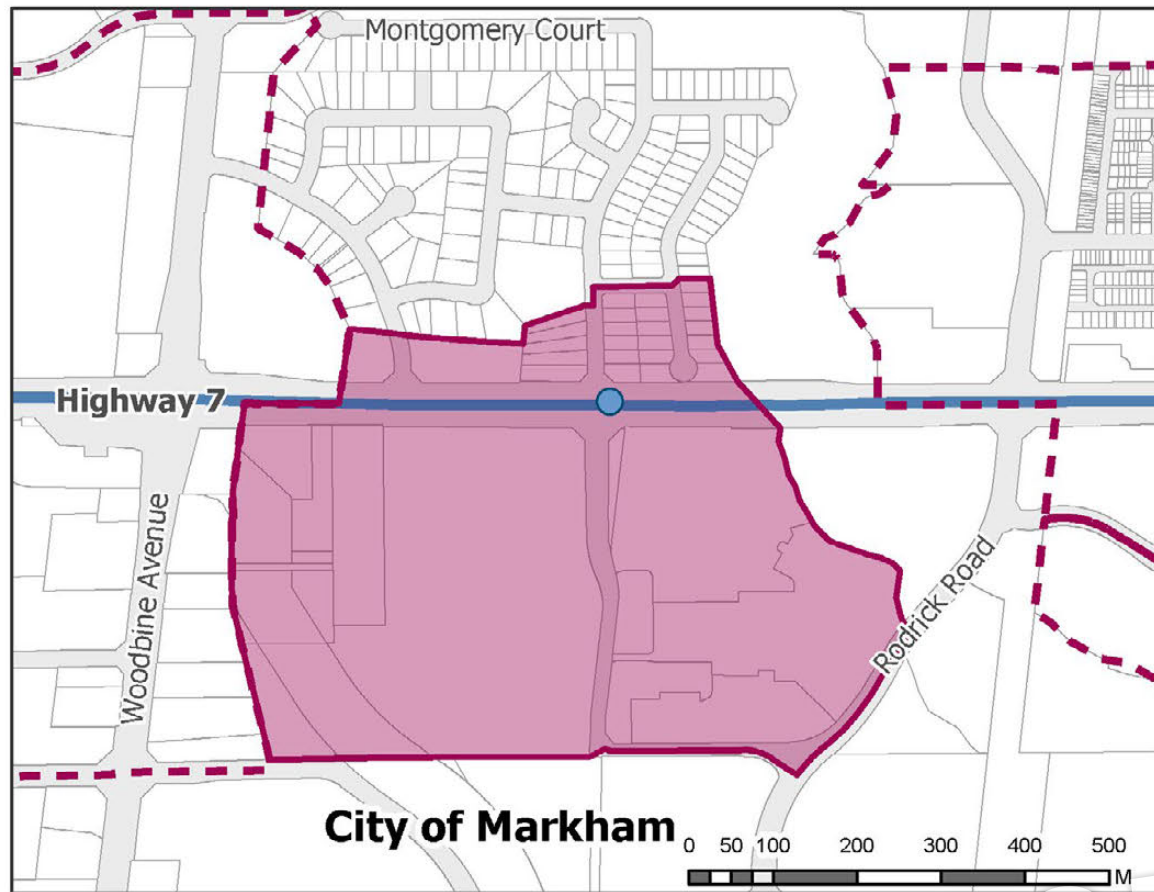 Montgomery Court
Highway 7
Woodbine Avenue
Rodrick Road
City of Markham
0 50 100 200 300 400 500
M